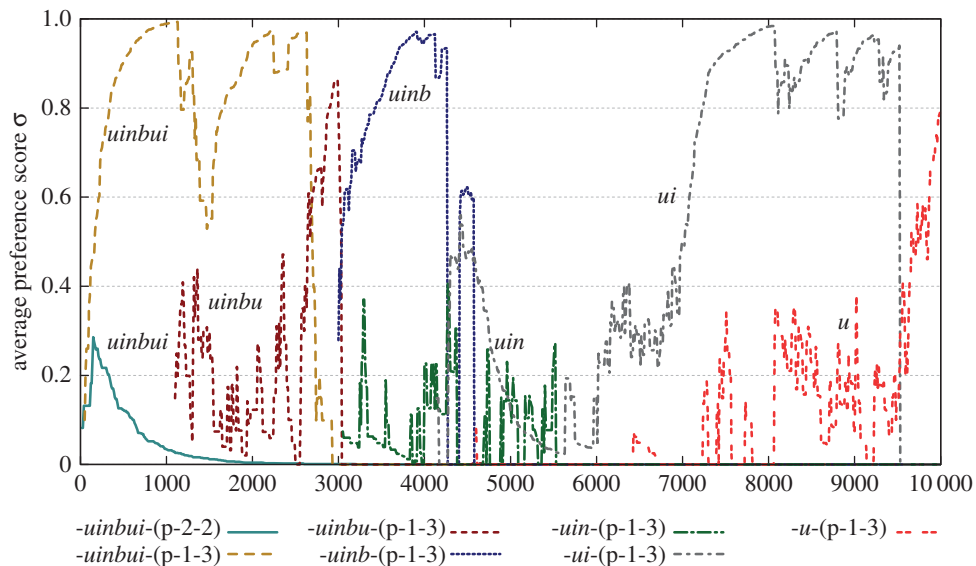 1.0
0.8
0.6
0.4
0.2
0
average preference score σ
uinbui
uinbui
uinbu
uinb
uin
ui
u
0 1000 2000 3000 4000 5000 6000 7000 8000 9000 10 000
-uinbui-(p-2-2) -uinbu-(p-1-3) -uin-(p-1-3) -u-(p-1-3)
-uinbui-(p-1-3) -uinb-(p-1-3) -ui-(p-1-3)